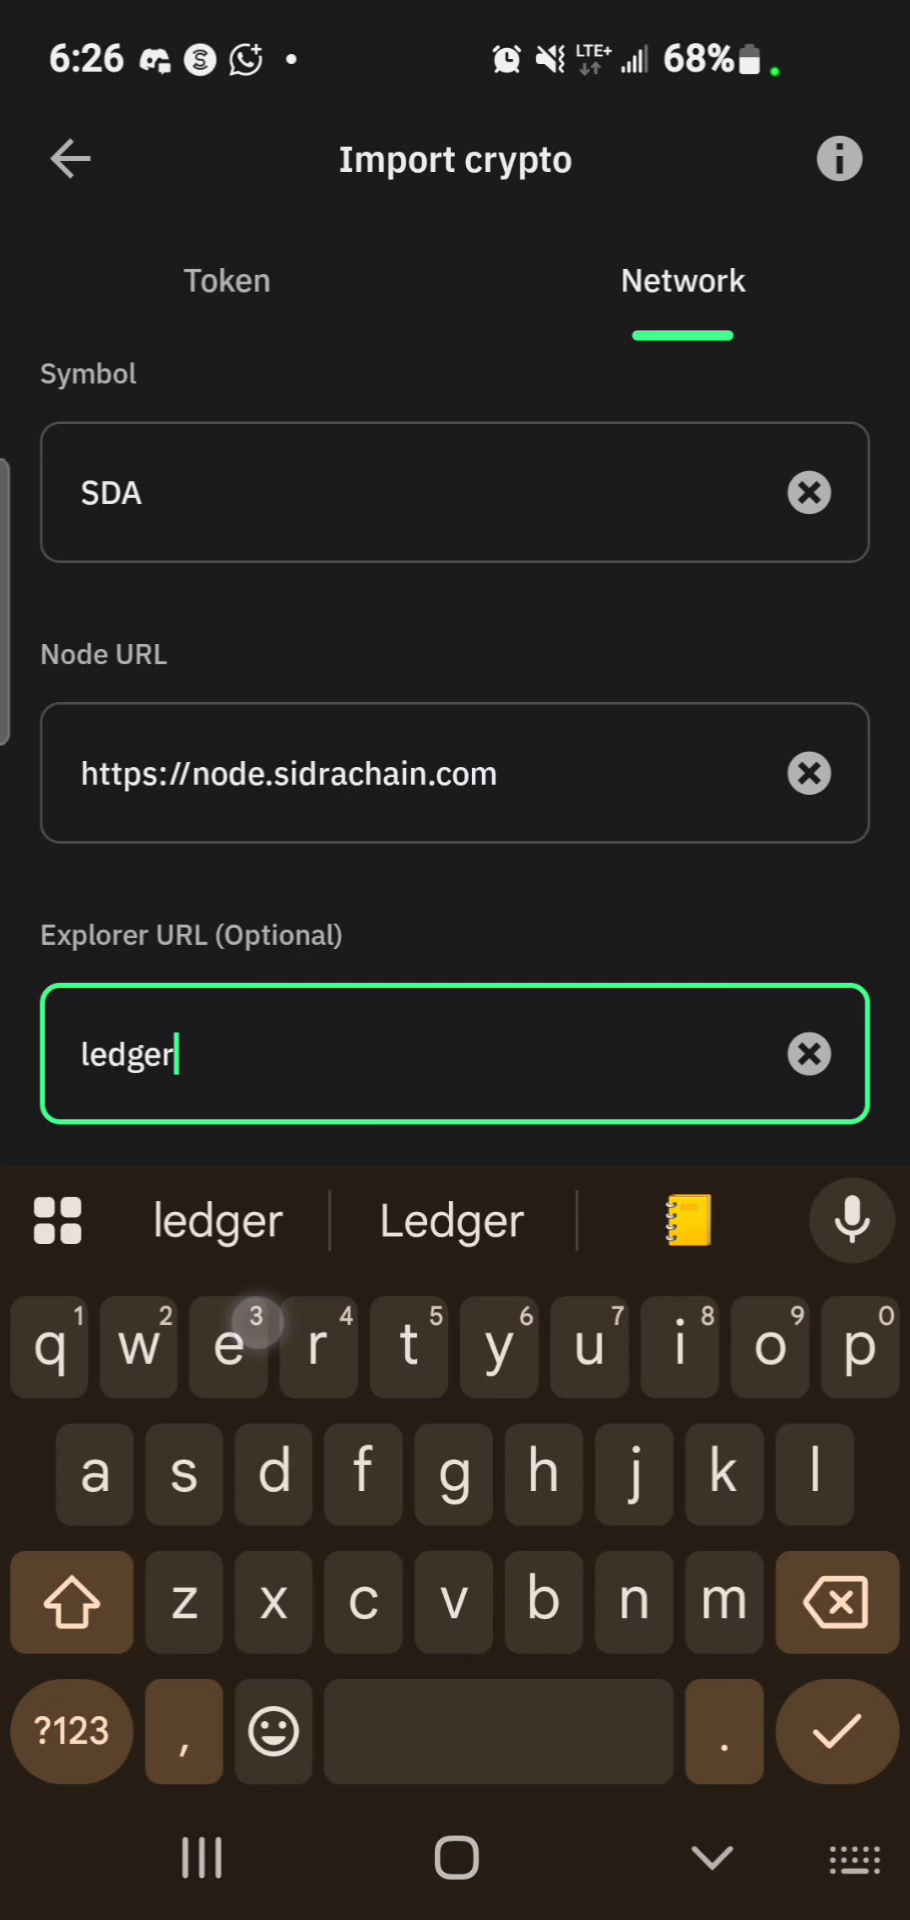 6:26 LTE+ 68%
Import crypto
Token Network
Symbol
SDA
Node URL
https://node.sidrachain.com
Explorer URL (Optional)
ledger
ledger Ledger
1 2 3 4 5 6 7 8 9 0
q w e r t y u i o p
a s d f g h j k l
z x c v b n m
?123 , .